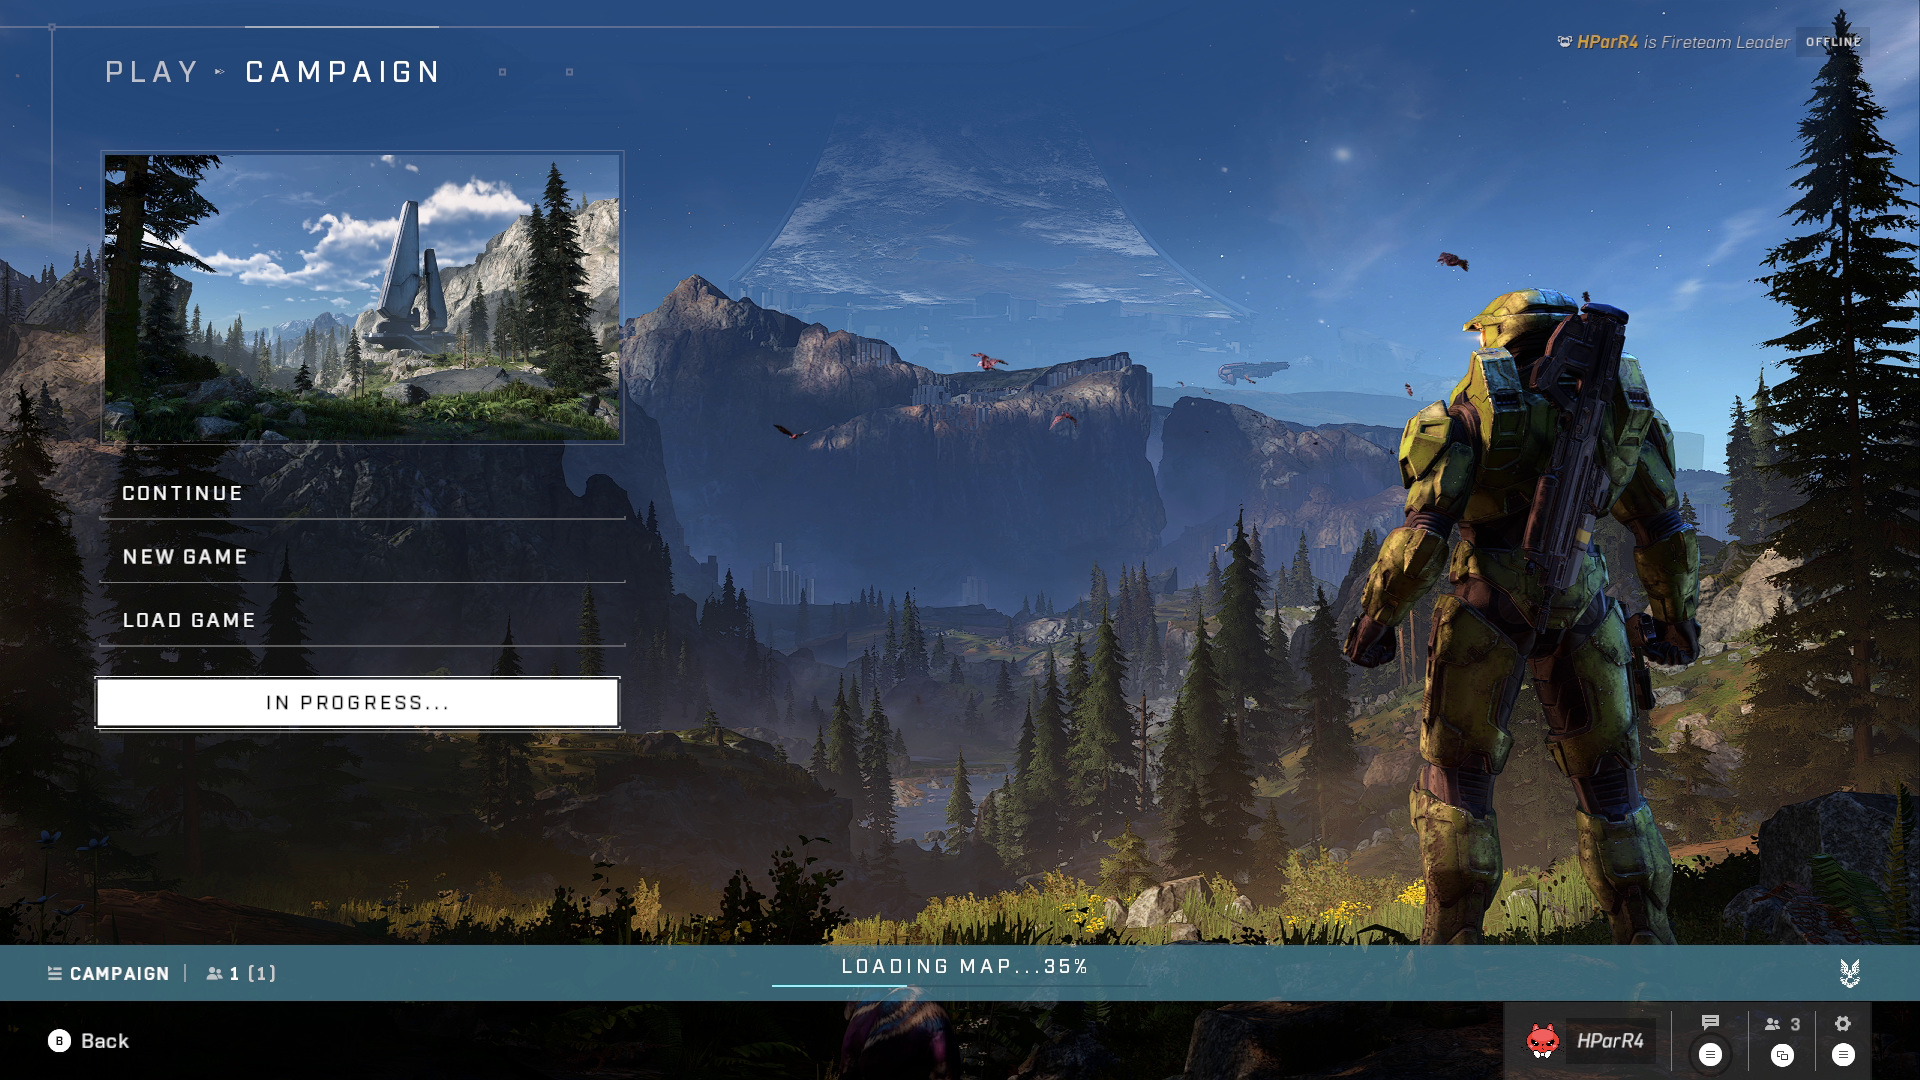 PLAY CAMPAIGN
HParR4 is Fireteam Leader OFFLINE
CONTINUE
NEW GAME
LOAD GAME
IN PROGRESS...
CAMPAIGN 1 (1)
LOADING MAP...35%
B Back
HParR4
3